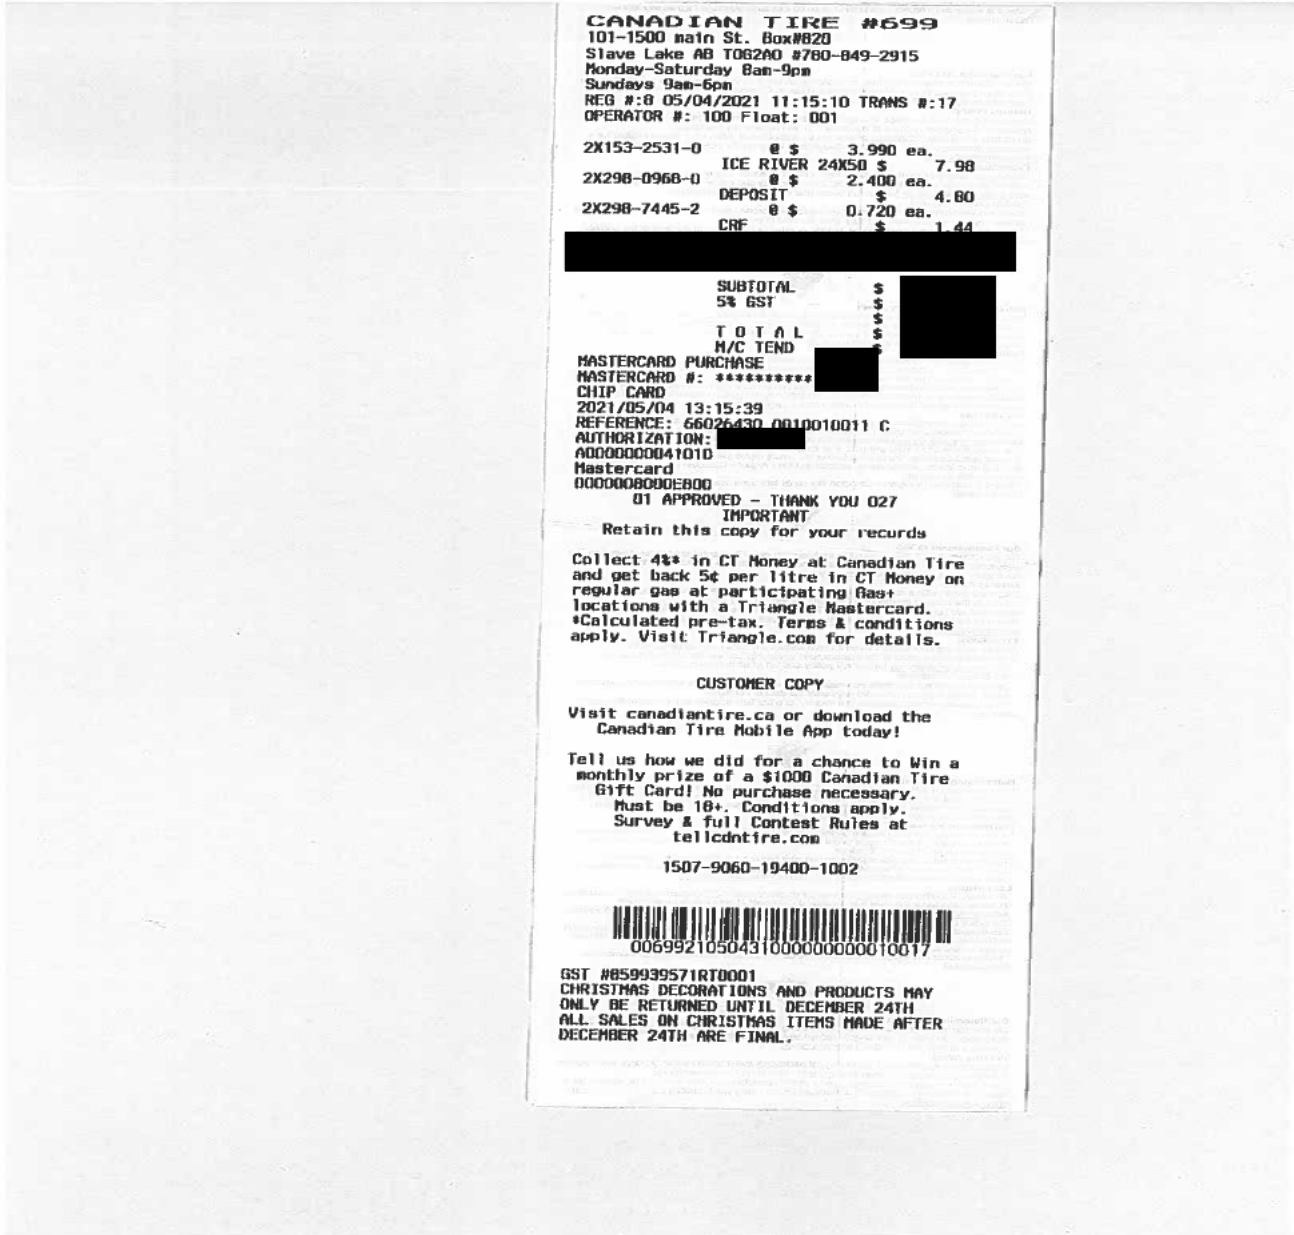 CANADIAN TIRE #699
101-1500 main St. Box#820
Slave Lake AB T0G2A0 #780-849-2915
Monday-Saturday 8am-9pm
Sundays 9am-6pm
REG #:8 05/04/2021 11:15:10 TRANS #:17
OPERATOR #: 100 Float: 001
2X153-2531-0 @ $ 3.990 ea.
ICE RIVER 24X50 $ 7.98
2X298-0968-0 @ $ 2.400 ea.
DEPOSIT $ 4.80
2X298-7445-2 @ $ 0.720 ea.
CRF $ 1.44
SUBTOTAL $
5% GST $
$
T O T A L $
M/C TEND $
MASTERCARD PURCHASE
MASTERCARD #: **********
CHIP CARD
2021/05/04 13:15:39
REFERENCE: 66026430 0010010011 C
AUTHORIZATION:
A0000000041010
Mastercard
0000008000E800
01 APPROVED - THANK YOU 027
IMPORTANT
Retain this copy for your records
Collect 4%* in CT Money at Canadian Tire
and get back 5¢ per litre in CT Money on
regular gas at participating Gas+
locations with a Triangle Mastercard.
*Calculated pre-tax. Terms & conditions
apply. Visit Triangle.com for details.
CUSTOMER COPY
Visit canadiantire.ca or download the
Canadian Tire Mobile App today!
Tell us how we did for a chance to Win a
monthly prize of a $1000 Canadian Tire
Gift Card! No purchase necessary.
Must be 18+. Conditions apply.
Survey & full Contest Rules at
tellcdntire.com
1507-9060-19400-1002
0069921050431000000000010017
GST #859939571RT0001
CHRISTMAS DECORATIONS AND PRODUCTS MAY
ONLY BE RETURNED UNTIL DECEMBER 24TH
ALL SALES ON CHRISTMAS ITEMS MADE AFTER
DECEMBER 24TH ARE FINAL.